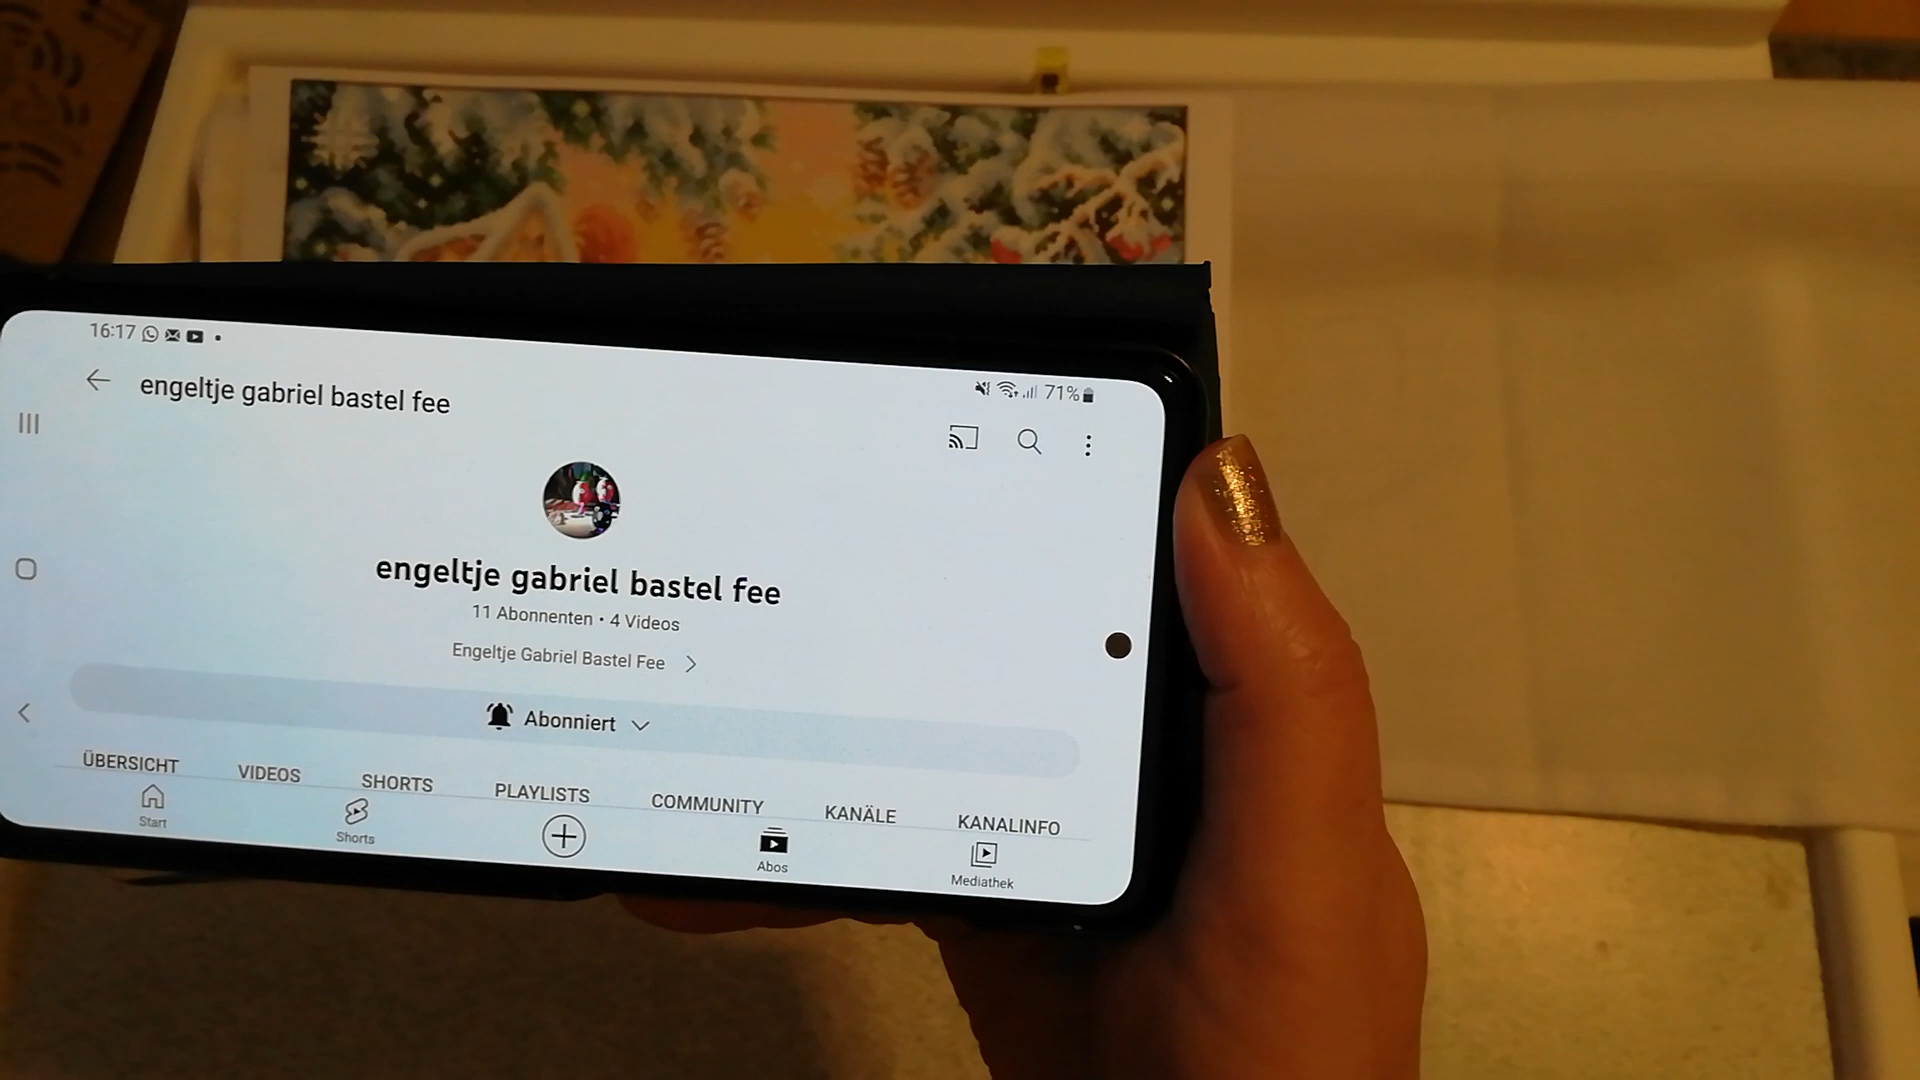 16:17
71%
engeltje gabriel bastel fee
engeltje gabriel bastel fee
11 Abonnenten • 4 Videos
Engeltje Gabriel Bastel Fee
Abonniert
ÜBERSICHT VIDEOS SHORTS PLAYLISTS COMMUNITY KANÄLE KANALINFO
Start Shorts Abos Mediathek